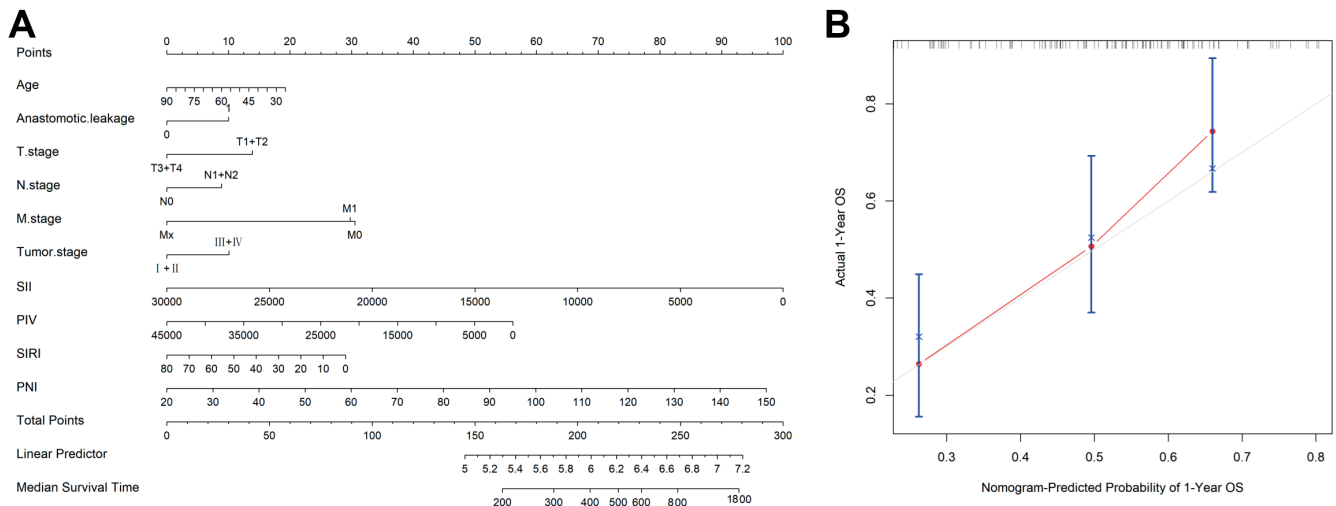 A
B
Points
0 10 20 30 40 50 60 70 80 90 100
Age
90 75 60 45 30
Anastomotic.leakage
1
0
T.stage
T1+T2
T3+T4
N.stage
N1+N2
N0
M.stage
M1
Mx M0
Tumor.stage
III+IV
I + II
SII
30000 25000 20000 15000 10000 5000 0
PIV
45000 35000 25000 15000 5000 0
SIRI
80 70 60 50 40 30 20 10 0
PNI
20 30 40 50 60 70 80 90 100 110 120 130 140 150
Total Points
0 50 100 150 200 250 300
Linear Predictor
5 5.2 5.4 5.6 5.8 6 6.2 6.4 6.6 6.8 7 7.2
Median Survival Time
200 300 400 500 600 800 1800
Actual 1-Year OS
0.8
0.6
0.4
0.2
0.3 0.4 0.5 0.6 0.7 0.8
Nomogram-Predicted Probability of 1-Year OS